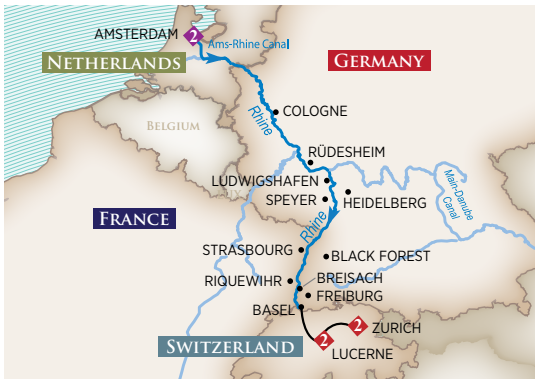 AMSTERDAM
2
Ams-Rhine Canal
NETHERLANDS
GERMANY
COLOGNE
Rhine
BELGIUM
RÜDESHEIM
LUDWIGSHAFEN
SPEYER
HEIDELBERG
Main-Danube
Canal
FRANCE
Rhine
STRASBOURG
BLACK FOREST
RIQUEWIHR
BREISACH
FREIBURG
BASEL
2
ZURICH
SWITZERLAND
2
LUCERNE